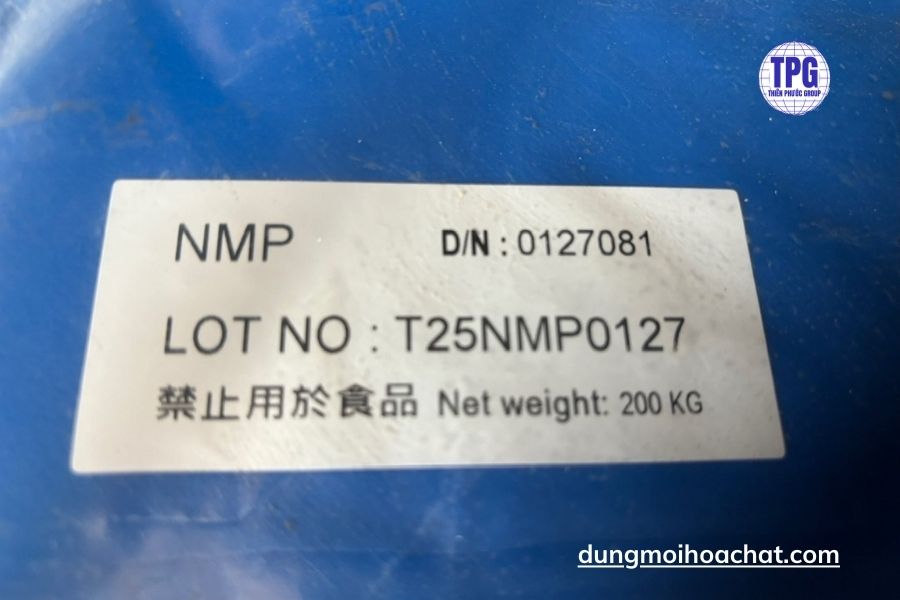 TPG
THIÊN PHƯỚC GROUP
NMP D/N : 0127081
LOT NO : T25NMP0127
禁止用於食品 Net weight: 200 KG
dungmoihoachat.com